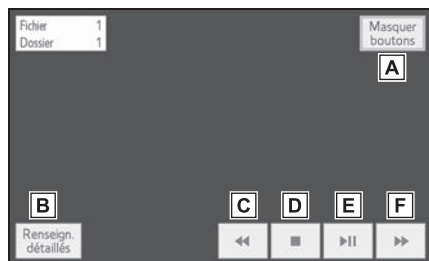 Fichier 1
Dossier 1
Masquer
boutons
A
B
C
D
E
F
Renseign.
détaillés